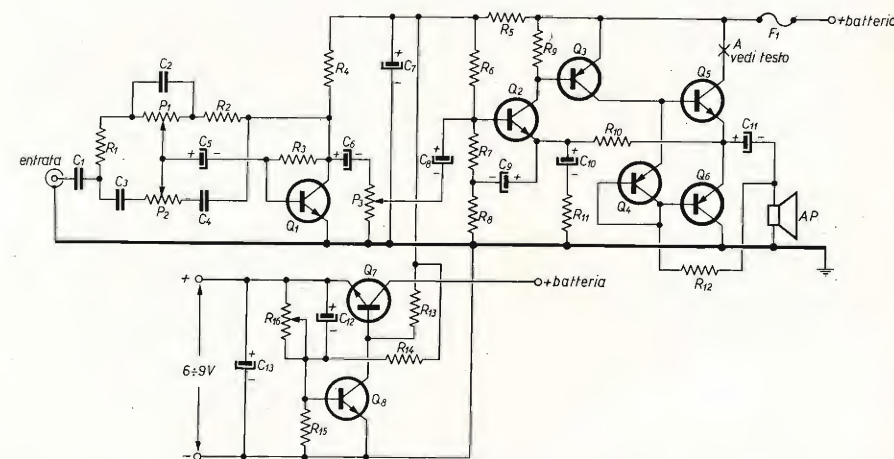 +batteria
F1
A
vedi testo
R5
R9
Q3
Q5
C7
R4
R6
Q2
C2
P1
R2
R1
C5
R3
C6
entrata
C1
C3
P2
C4
Q1
P3
C8
R7
C9
R8
R10
C10
R11
C11
Q4
Q6
AP
R12
+
Q7
+batteria
R16
C12
R13
6÷9V
C13
R14
Q8
R15
−